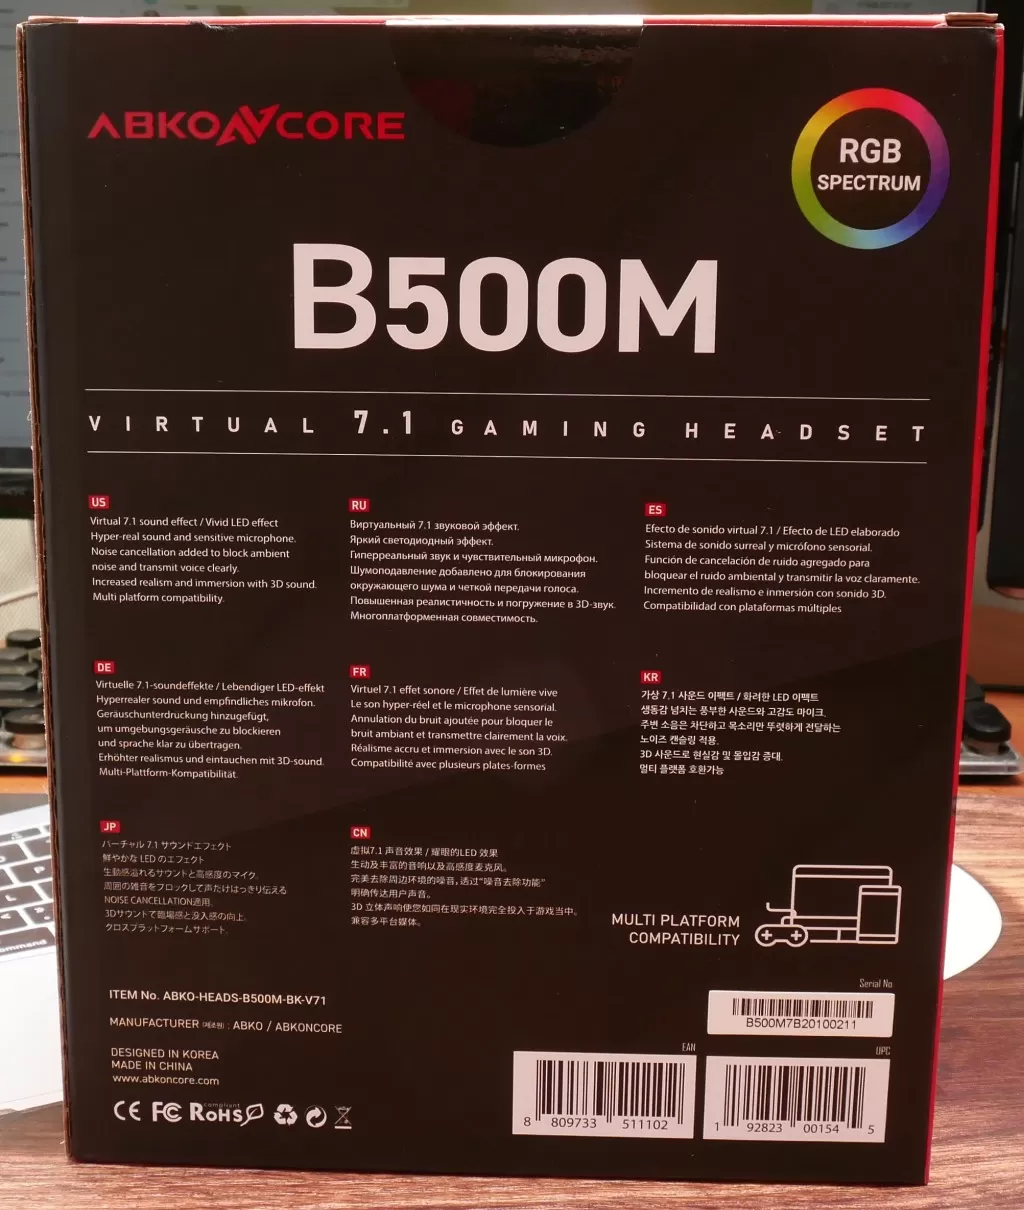 ABKONCORE
RGB
SPECTRUM
B500M
VIRTUAL 7.1 GAMING HEADSET
US
Virtual 7.1 sound effect / Vivid LED effect
Hyper-real sound and sensitive microphone.
Noise cancellation added to block ambient
noise and transmit voice clearly.
Increased realism and immersion with 3D sound.
Multi platform compatibility.
RU
Виртуальный 7.1 звуковой эффект.
Яркий светодиодный эффект.
Гиперреальный звук и чувствительный микрофон.
Шумоподавление добавлено для блокирования
окружающего шума и четкой передачи голоса.
Повышенная реалистичность и погружение в 3D-звук.
Многоплатформенная совместимость.
ES
Efecto de sonido virtual 7.1 / Efecto de LED elaborado
Sistema de sonido surreal y micrófono sensorial.
Función de cancelación de ruido agregado para
bloquear el ruido ambiental y transmitir la voz claramente.
Incremento de realismo e inmersión con sonido 3D.
Compatibilidad con plataformas múltiples
DE
Virtuelle 7.1-soundeffekte / Lebendiger LED-effekt
Hyperrealer sound und empfindliches mikrofon.
Geräuschunterdrückung hinzugefügt,
um umgebungsgeräusche zu blockieren
und sprache klar zu übertragen.
Erhöhter realismus und eintauchen mit 3D-sound.
Multi-Plattform-Kompatibilität.
FR
Virtuel 7.1 effet sonore / Effet de lumière vive
Le son hyper-réel et le microphone sensorial.
Annulation du bruit ajoutée pour bloquer le
bruit ambiant et transmettre clairement la voix.
Réalisme accru et immersion avec le son 3D.
Compatibilité avec plusieurs plates-formes
KR
가상 7.1 사운드 이펙트 / 화려한 LED 이펙트
생동감 넘치는 풍부한 사운드와 고감도 마이크.
주변 소음은 차단하고 목소리만 뚜렷하게 전달하는
노이즈 캔슬링 적용.
3D 사운드로 현실감 및 몰입감 증대.
멀티 플랫폼 호환가능
JP
バーチャル 7.1 サウンドエフェクト
鮮やかな LED のエフェクト
生動感溢れるサウンドと高感度のマイク.
周囲の雑音をブロックして声だけはっきり伝える
NOISE CANCELLATION適用.
3Dサウンドで臨場感と没入感の向上.
クロスプラットフォームサポート.
CN
虚拟7.1 声音效果 / 耀眼的LED 效果
生动及丰富的音响以及高感度麦克风。
完美去除周边环境的噪音，透过“噪音去除功能”
明确传达用户声音。
3D 立体声响使您如同在现实环境完全投入于游戏当中。
兼容多平台媒体。
MULTI PLATFORM
COMPATIBILITY
ITEM No. ABKO-HEADS-B500M-BK-V71
MANUFACTURER (제조원) : ABKO / ABKONCORE
DESIGNED IN KOREA
MADE IN CHINA
www.abkoncore.com
CE FC RoHS compliant
Serial No
B500M7B20100211
EAN
8 809733 511102
UPC
1 92823 00154 5
command